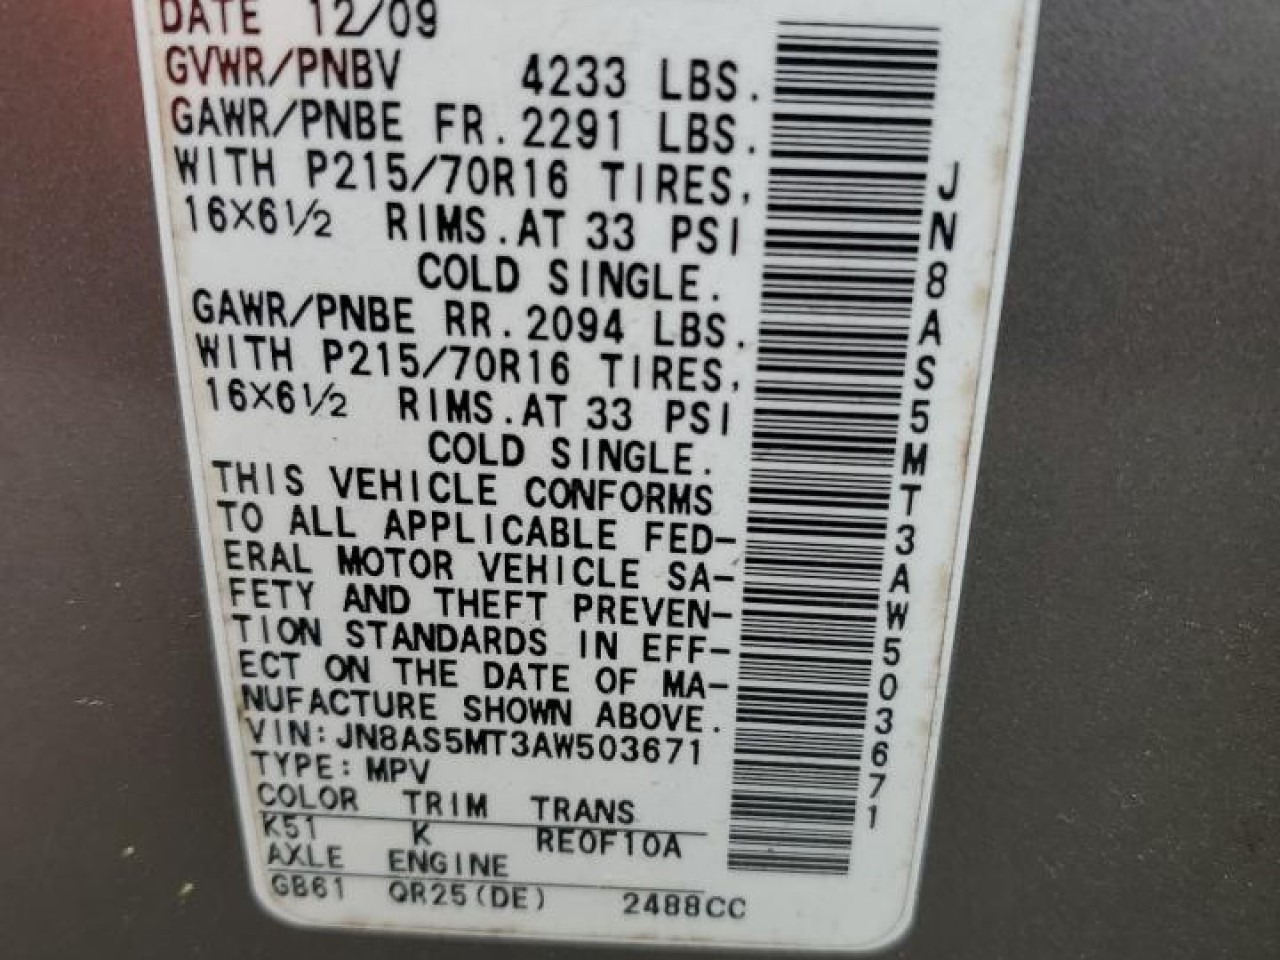 DATE 12/09
GVWR/PNBV 4233 LBS.
GAWR/PNBE FR. 2291 LBS.
WITH P215/70R16 TIRES,
16X6½ RIMS. AT 33 PSI
COLD SINGLE.
GAWR/PNBE RR. 2094 LBS.
WITH P215/70R16 TIRES,
16X6½ RIMS. AT 33 PSI
COLD SINGLE.
THIS VEHICLE CONFORMS
TO ALL APPLICABLE FED-
ERAL MOTOR VEHICLE SA-
FETY AND THEFT PREVEN-
TION STANDARDS IN EFF-
ECT ON THE DATE OF MA-
NUFACTURE SHOWN ABOVE.
VIN: JN8AS5MT3AW503671
TYPE: MPV
COLOR TRIM TRANS
K51 K RE0F10A
AXLE ENGINE
GB61 QR25(DE) 2488CC
JN8AS5MT3AW503671